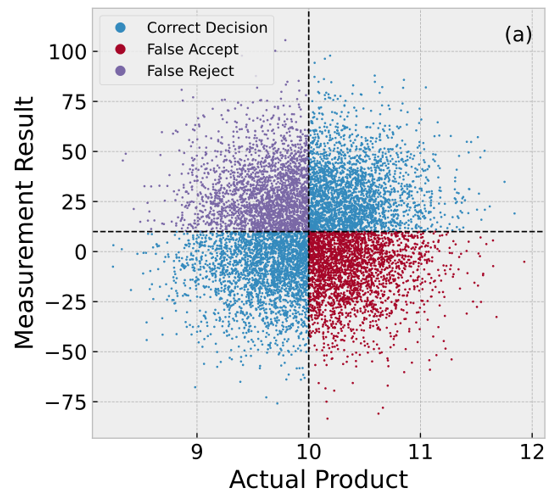 Correct Decision
False Accept
False Reject
(a)
100
75
50
25
0
−25
−50
−75
Measurement Result
9
10
11
12
Actual Product